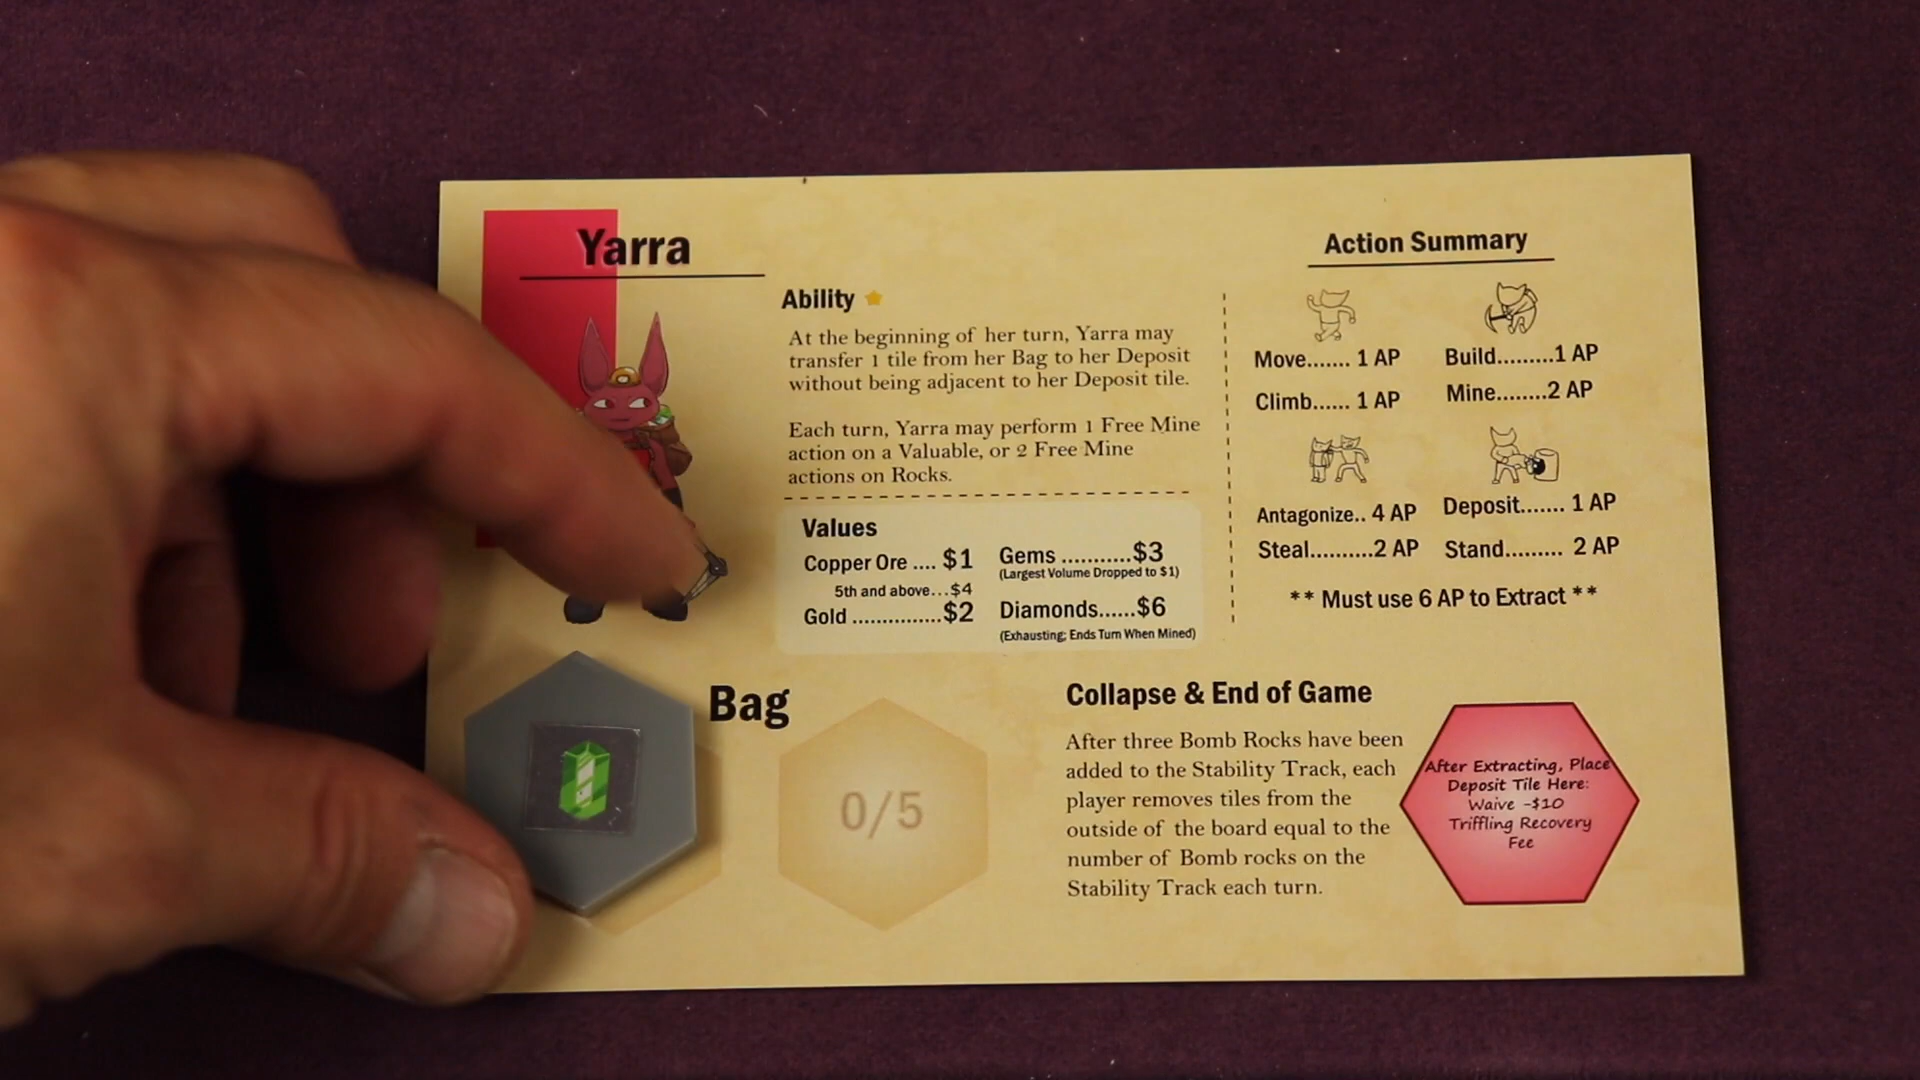 Yarra
Ability
At the beginning of her turn, Yarra may
transfer 1 tile from her Bag to her Deposit
without being adjacent to her Deposit tile.
Each turn, Yarra may perform 1 Free Mine
action on a Valuable, or 2 Free Mine
actions on Rocks.
Values
Copper Ore .... $1
5th and above...$4
Gold ...............$2
Gems ...........$3
(Largest Volume Dropped to $1)
Diamonds......$6
(Exhausting; Ends Turn When Mined)
Action Summary
Move....... 1 AP
Build.........1 AP
Climb...... 1 AP
Mine........2 AP
Antagonize.. 4 AP
Deposit....... 1 AP
Steal..........2 AP
Stand......... 2 AP
** Must use 6 AP to Extract **
Bag
0/5
Collapse & End of Game
After three Bomb Rocks have been
added to the Stability Track, each
player removes tiles from the
outside of the board equal to the
number of Bomb rocks on the
Stability Track each turn.
After Extracting, Place
Deposit Tile Here:
Waive -$10
Triffling Recovery
Fee